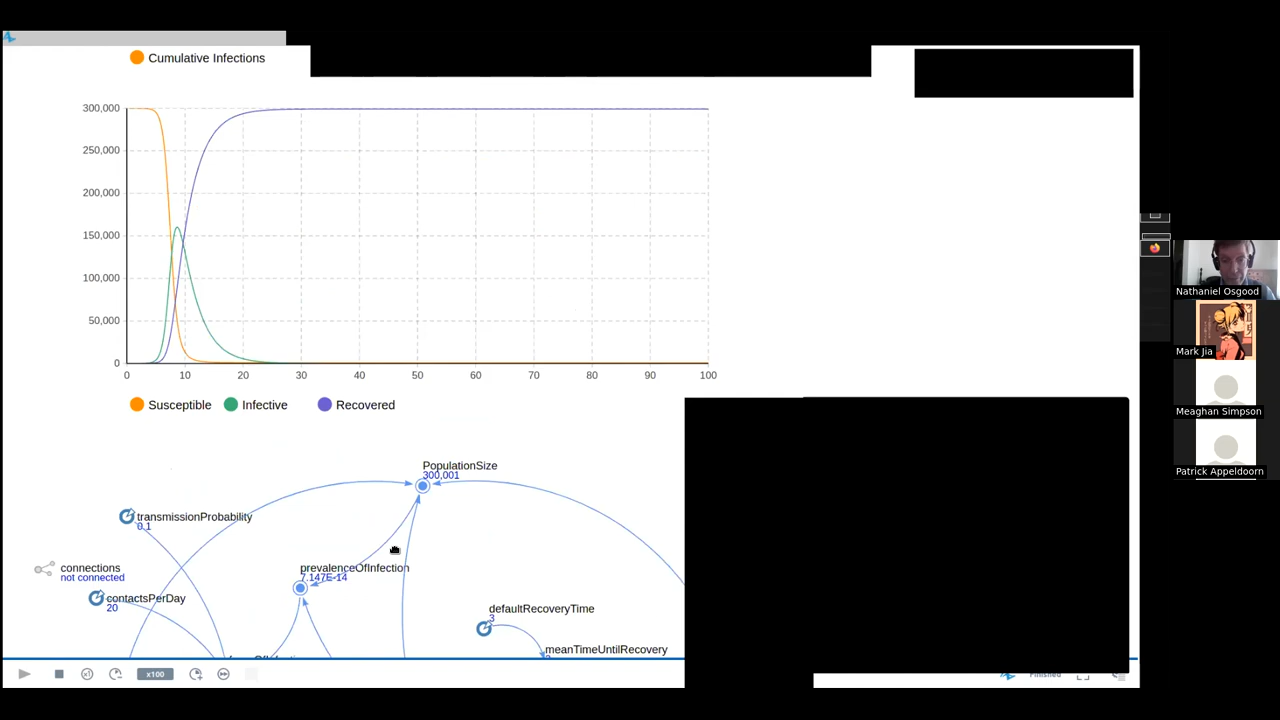 Cumulative Infections
300,000
250,000
200,000
150,000
100,000
50,000
0
0 10 20 30 40 50 60 70 80 90 100
Susceptible Infective Recovered
PopulationSize
300,001
transmissionProbability
0.1
connections
not connected
prevalenceOfInfection
7.147E-14
contactsPerDay
20
defaultRecoveryTime
3
meanTimeUntilRecovery
x1
x100
Finished
Nathaniel Osgood
Mark Jia
Meaghan Simpson
Patrick Appeldoorn